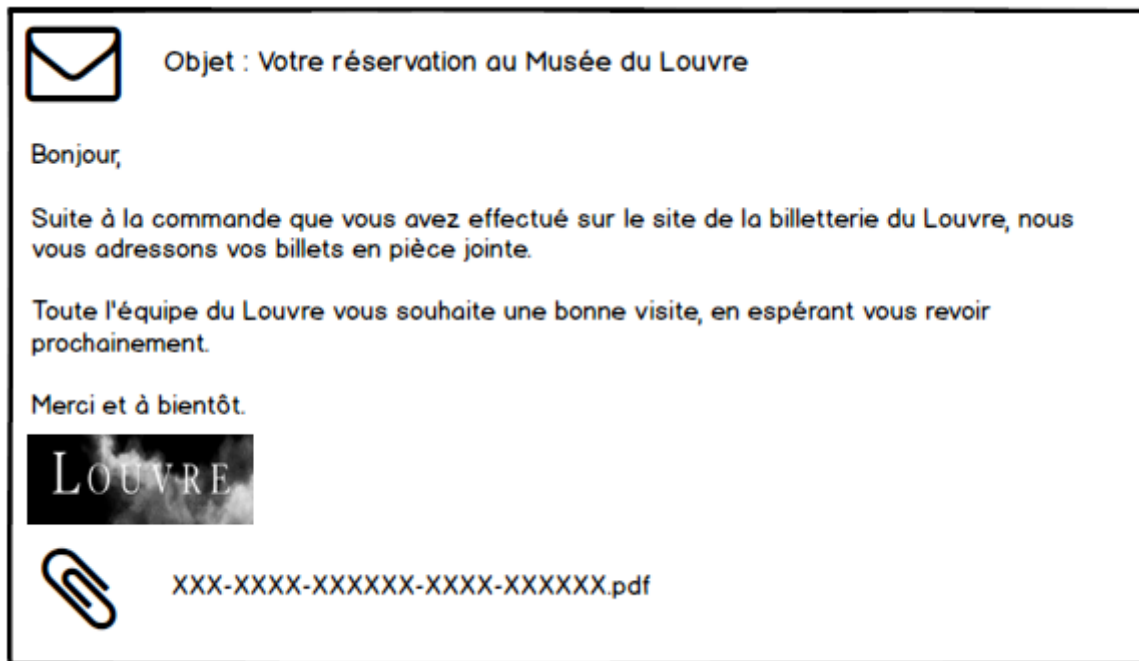 Objet : Votre réservation au Musée du Louvre
Bonjour,
Suite à la commande que vous avez effectué sur le site de la billetterie du Louvre, nous
vous adressons vos billets en pièce jointe.
Toute l'équipe du Louvre vous souhaite une bonne visite, en espérant vous revoir
prochainement.
Merci et à bientôt.
LOUVRE
XXX-XXXX-XXXXXX-XXXX-XXXXXX.pdf